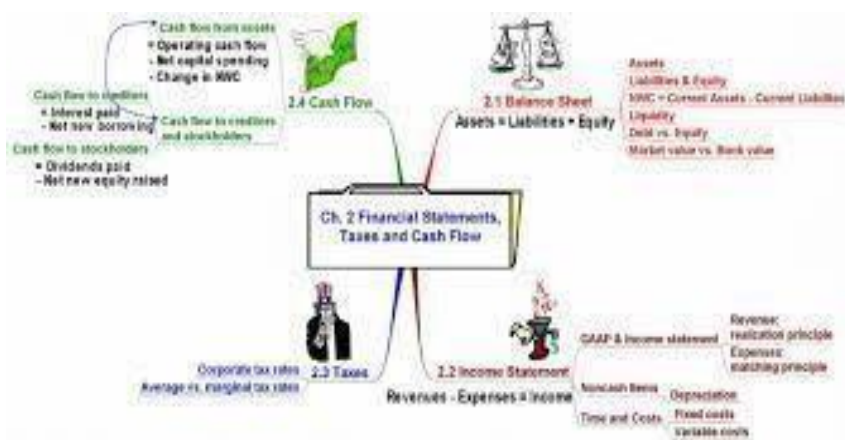 Cash flow from assets
= Operating cash flow
- Net capital spending
- Change in NWC
Cash flow to creditors
= Interest paid
- Net new borrowing
Cash flow to creditors
and stockholders
Cash flow to stockholders
= Dividends paid
- Net new equity raised
2.4 Cash Flow
2.1 Balance Sheet
Assets = Liabilities + Equity
Assets
Liabilities & Equity
NWC = Current Assets - Current Liabilities
Liquidity
Debt vs. Equity
Market value vs. Book value
Ch. 2 Financial Statements,
Taxes and Cash Flow
Corporate tax rates
Average vs. marginal tax rates
2.3 Taxes
2.2 Income Statement
Revenues - Expenses = Income
GAAP & Income statement
Revenue:
realization principle
Expenses:
matching principle
Noncash Items
Depreciation
Time and Costs
Fixed costs
Variable costs